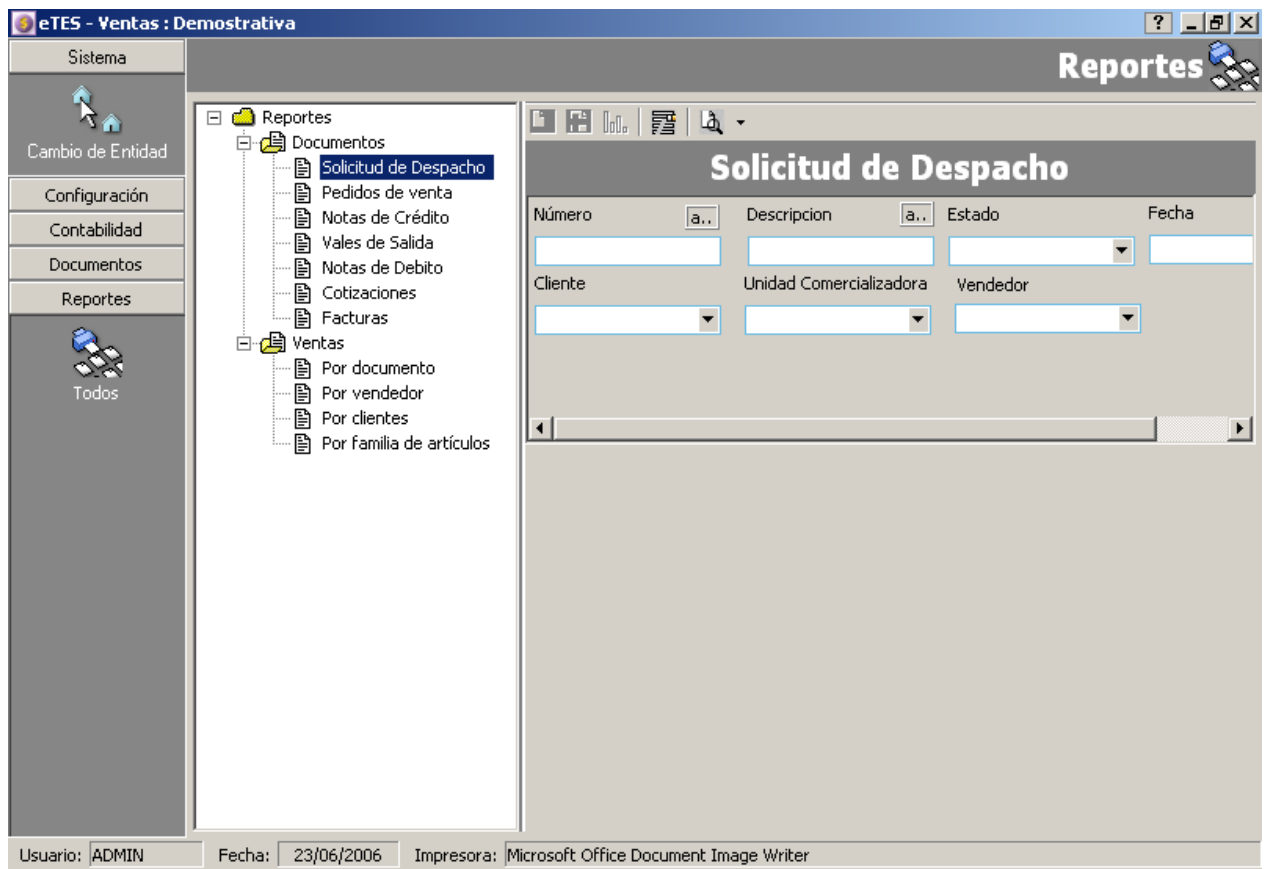 eTES - Ventas : Demostrativa
Sistema
Reportes
Cambio de Entidad
Configuración
Contabilidad
Documentos
Reportes
Todos
Reportes
Documentos
Solicitud de Despacho
Pedidos de venta
Notas de Crédito
Vales de Salida
Notas de Debito
Cotizaciones
Facturas
Ventas
Por documento
Por vendedor
Por clientes
Por familia de artículos
Solicitud de Despacho
Número a.. Descripcion a.. Estado Fecha
Cliente Unidad Comercializadora Vendedor
Usuario: ADMIN Fecha: 23/06/2006 Impresora: Microsoft Office Document Image Writer